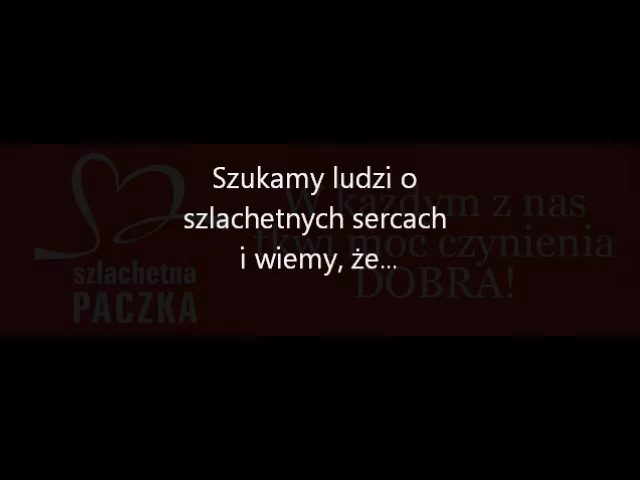 Szukamy ludzi o
szlachetnych sercach
i wiemy, że...
szlachetna
PACZKA
W każdym z nas
tkwi moc czynienia
DOBRA!